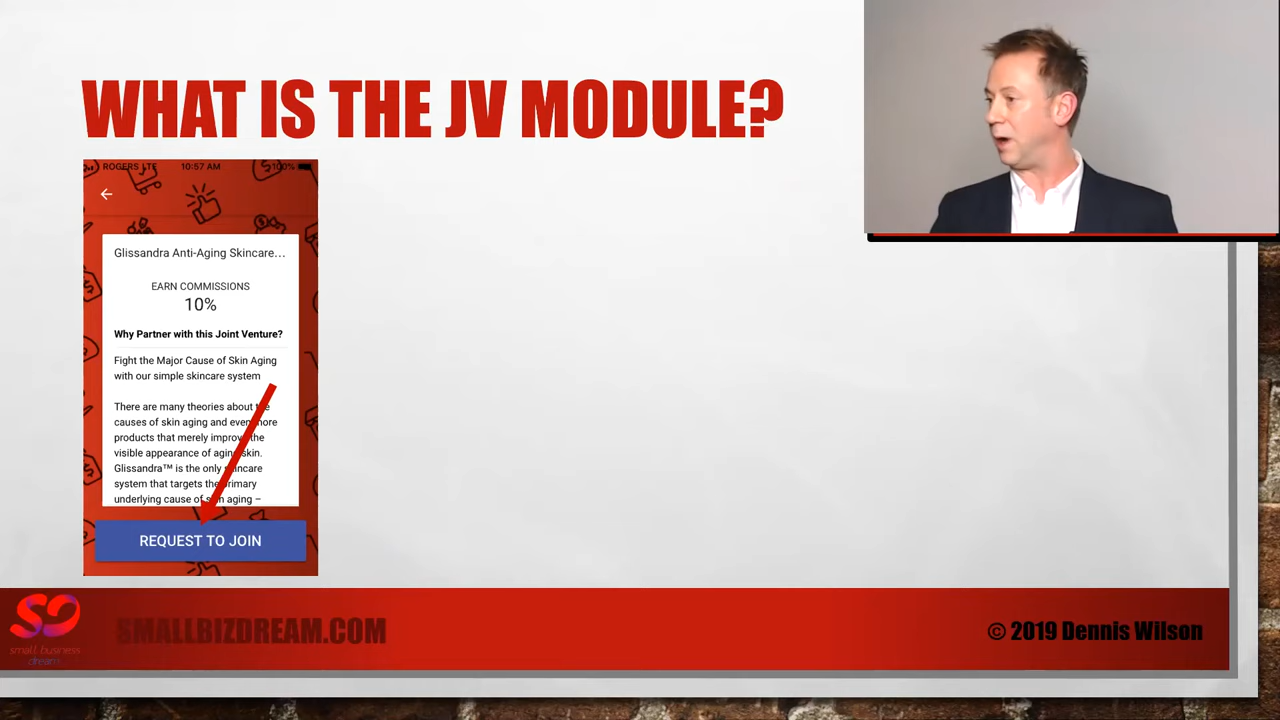 WHAT IS THE JV MODULE?
ROGERS LTE 10:57 AM 100%
Glissandra Anti-Aging Skincare...
EARN COMMISSIONS
10%
Why Partner with this Joint Venture?
Fight the Major Cause of Skin Aging
with our simple skincare system
There are many theories about the
causes of skin aging and even more
products that merely improve the
visible appearance of aging skin.
Glissandra™ is the only skincare
system that targets the primary
underlying cause of skin aging –
REQUEST TO JOIN
small business
dream
SMALLBIZDREAM.COM
© 2019 Dennis Wilson